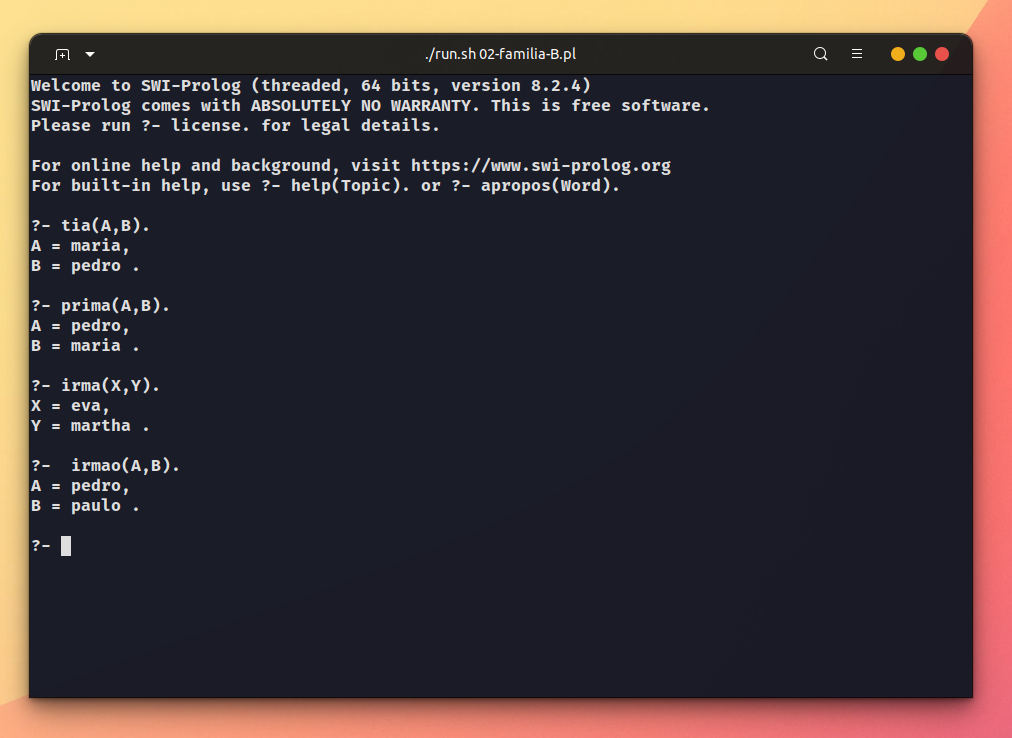 ./run.sh 02-familia-B.pl
Welcome to SWI-Prolog (threaded, 64 bits, version 8.2.4)
SWI-Prolog comes with ABSOLUTELY NO WARRANTY. This is free software.
Please run ?- license. for legal details.
For online help and background, visit https://www.swi-prolog.org
For built-in help, use ?- help(Topic). or ?- apropos(Word).
?- tia(A,B).
A = maria,
B = pedro .
?- prima(A,B).
A = pedro,
B = maria .
?- irma(X,Y).
X = eva,
Y = martha .
?-  irmao(A,B).
A = pedro,
B = paulo .
?-